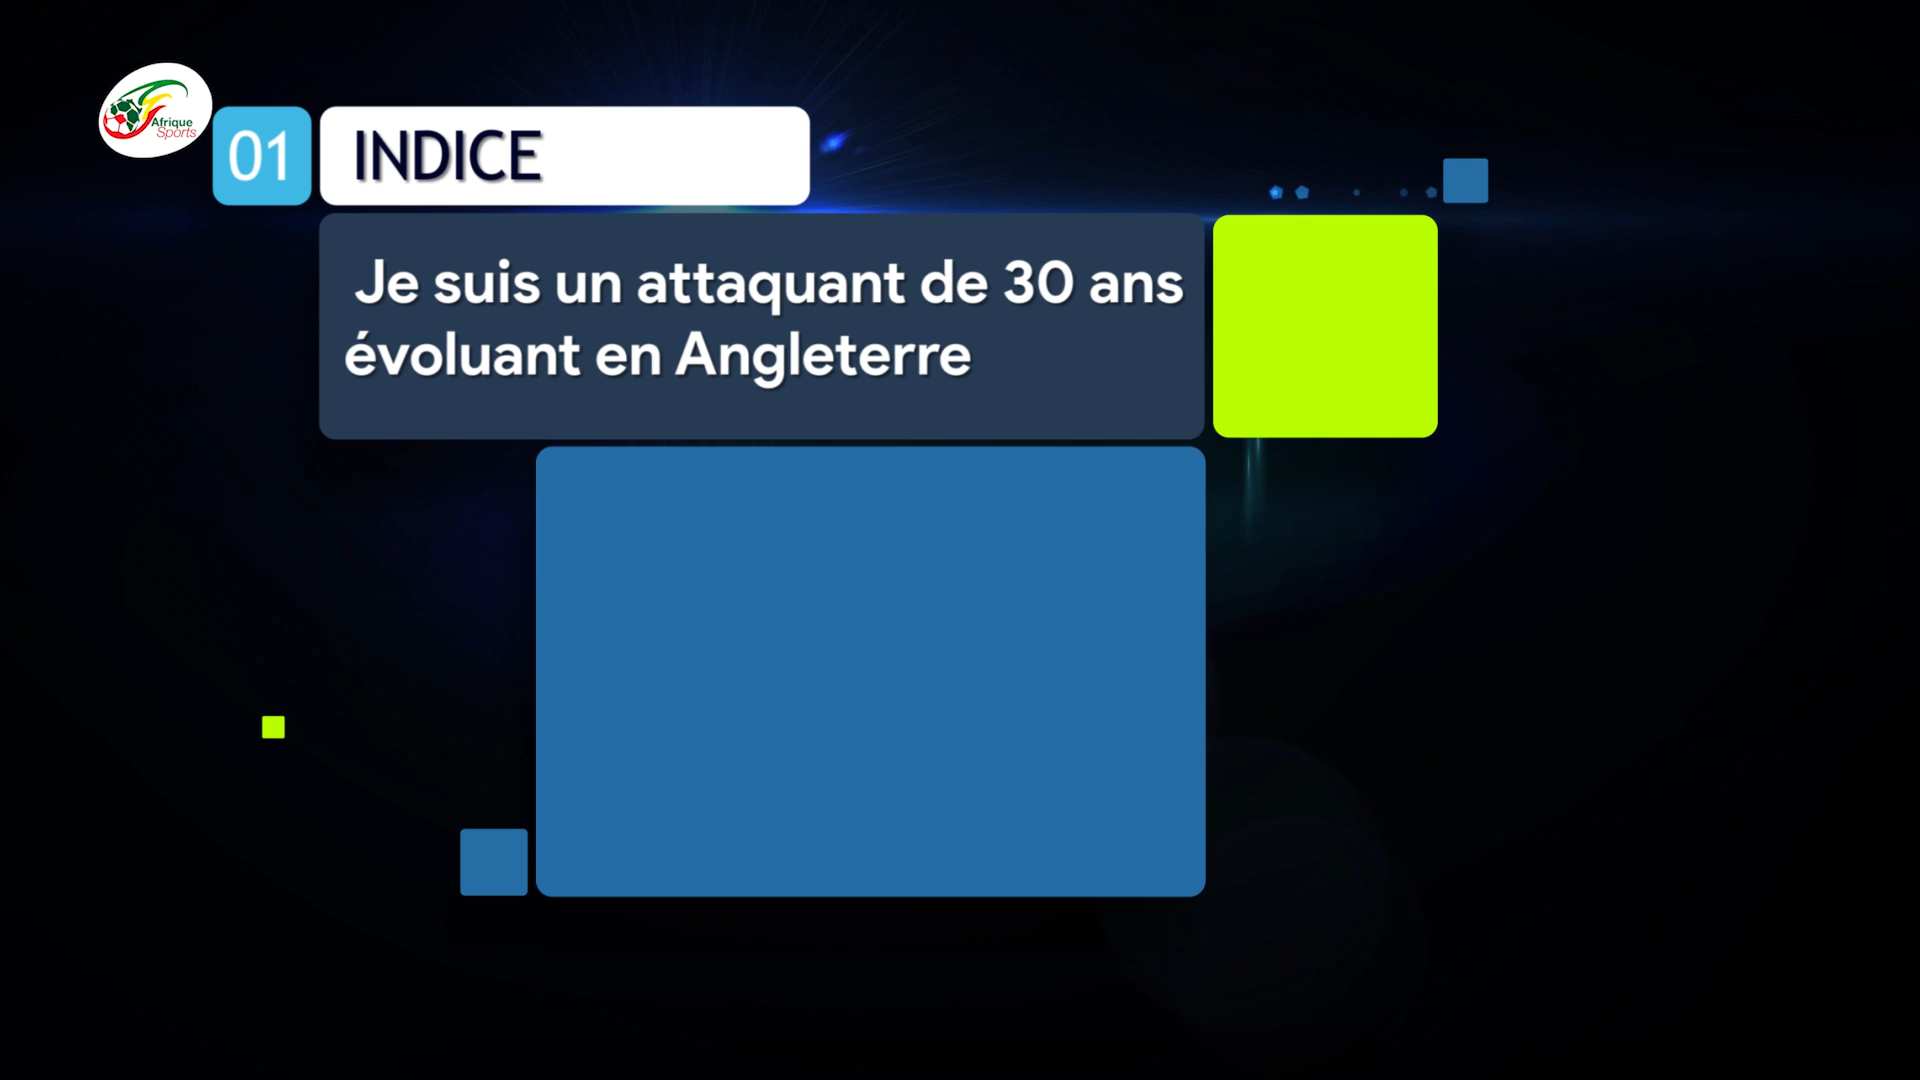 Afrique
Sports
01 INDICE
Je suis un attaquant de 30 ans
évoluant en Angleterre